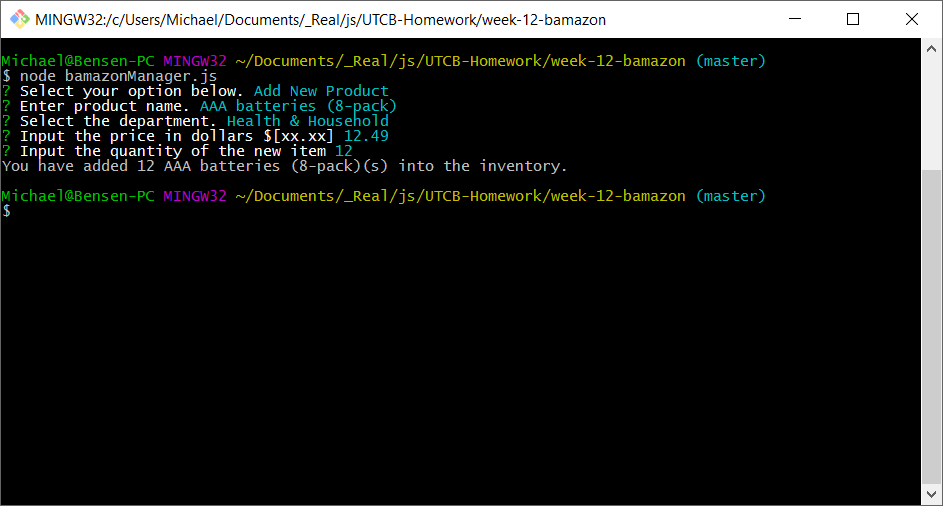 MINGW32:/c/Users/Michael/Documents/_Real/js/UTCB-Homework/week-12-bamazon
Michael@Bensen-PC MINGW32 ~/Documents/_Real/js/UTCB-Homework/week-12-bamazon (master)
$ node bamazonManager.js
? Select your option below. Add New Product
? Enter product name. AAA batteries (8-pack)
? Select the department. Health & Household
? Input the price in dollars $[xx.xx] 12.49
? Input the quantity of the new item 12
You have added 12 AAA batteries (8-pack)(s) into the inventory.
Michael@Bensen-PC MINGW32 ~/Documents/_Real/js/UTCB-Homework/week-12-bamazon (master)
$